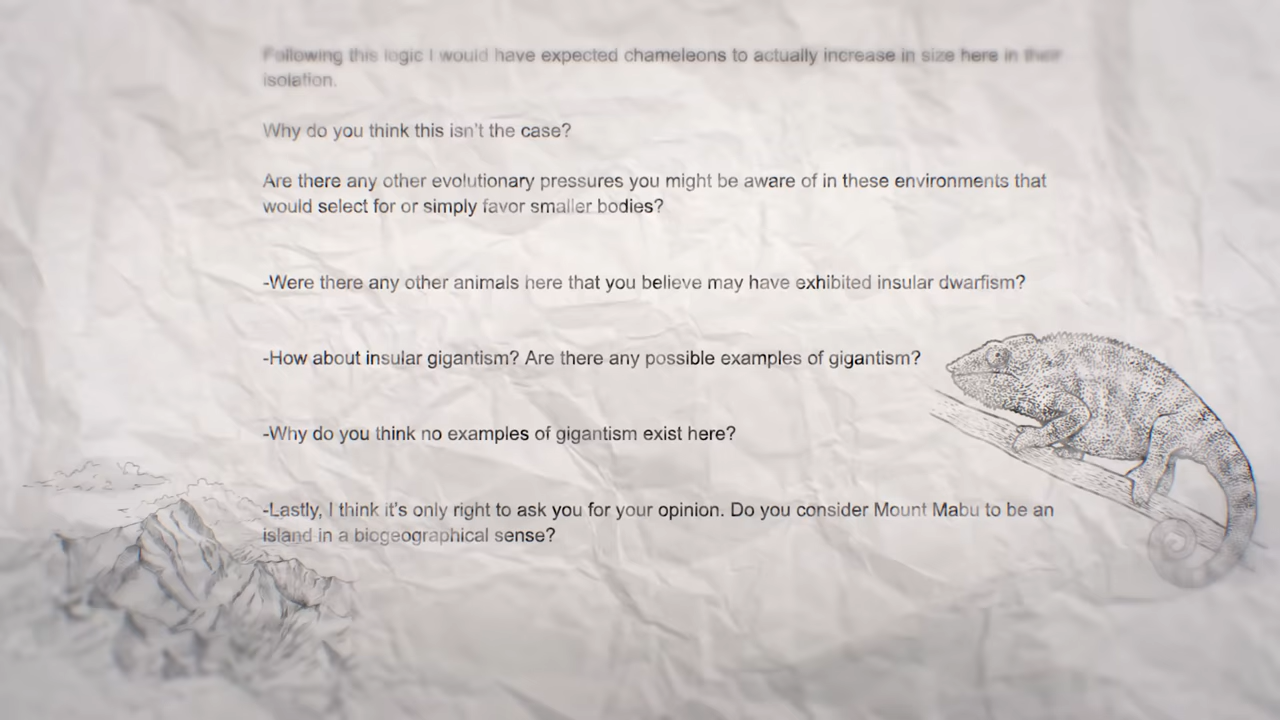 Following this logic I would have expected chameleons to actually increase in size here in their
isolation.
Why do you think this isn't the case?
Are there any other evolutionary pressures you might be aware of in these environments that
would select for or simply favor smaller bodies?
-Were there any other animals here that you believe may have exhibited insular dwarfism?
-How about insular gigantism? Are there any possible examples of gigantism?
-Why do you think no examples of gigantism exist here?
-Lastly, I think it's only right to ask you for your opinion. Do you consider Mount Mabu to be an
island in a biogeographical sense?